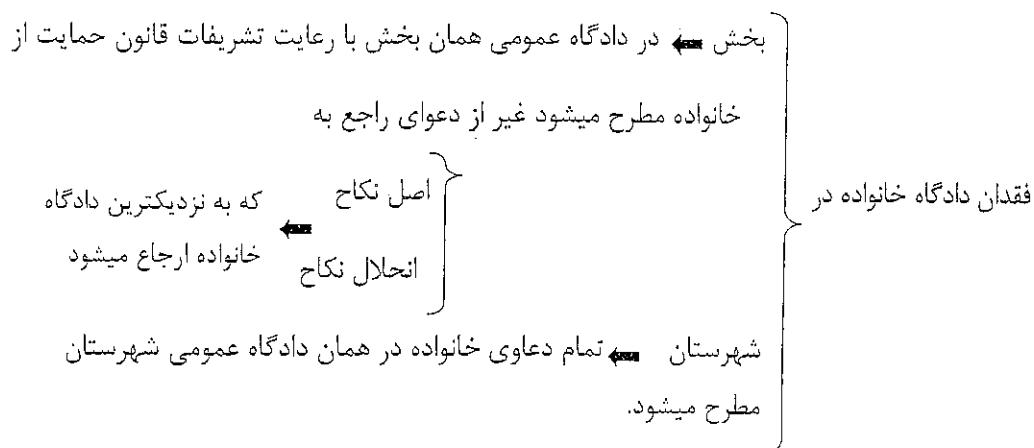 فقدان دادگاه خانواده در
بخش ⬅ در دادگاه عمومی همان بخش با رعایت تشریفات قانون حمایت از
خانواده مطرح میشود غیر از دعوای راجع به
اصل نکاح
انحلال نکاح
⬅ که به نزدیکترین دادگاه
خانواده ارجاع میشود
شهرستان ⬅ تمام دعاوی خانواده در همان دادگاه عمومی شهرستان
مطرح میشود.